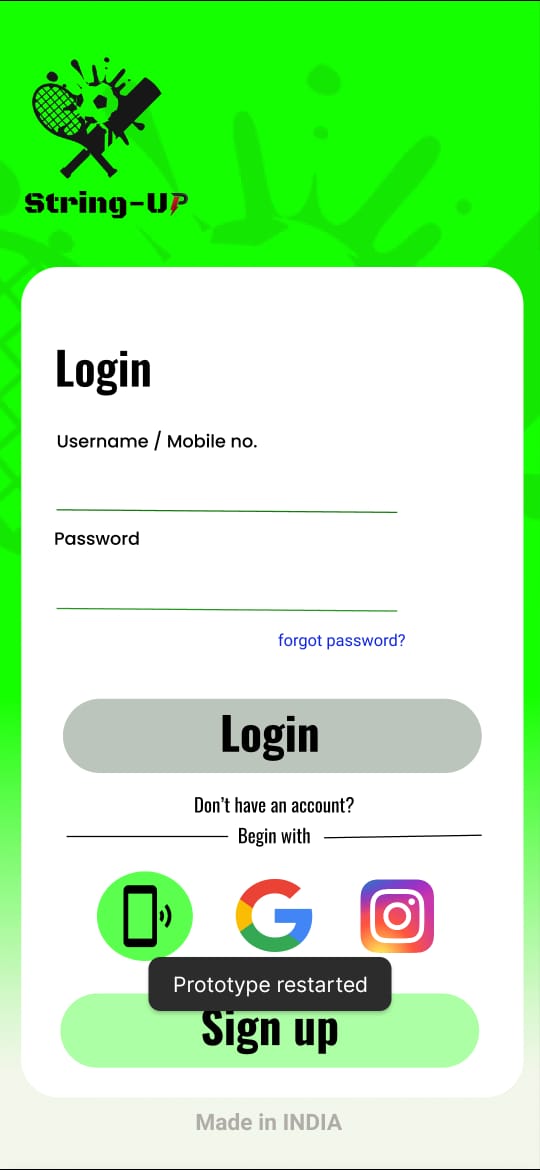 String-UP
Login
Username / Mobile no.
Password
forgot password?
Login
Don't have an account?
Begin with
Prototype restarted
Sign up
Made in INDIA